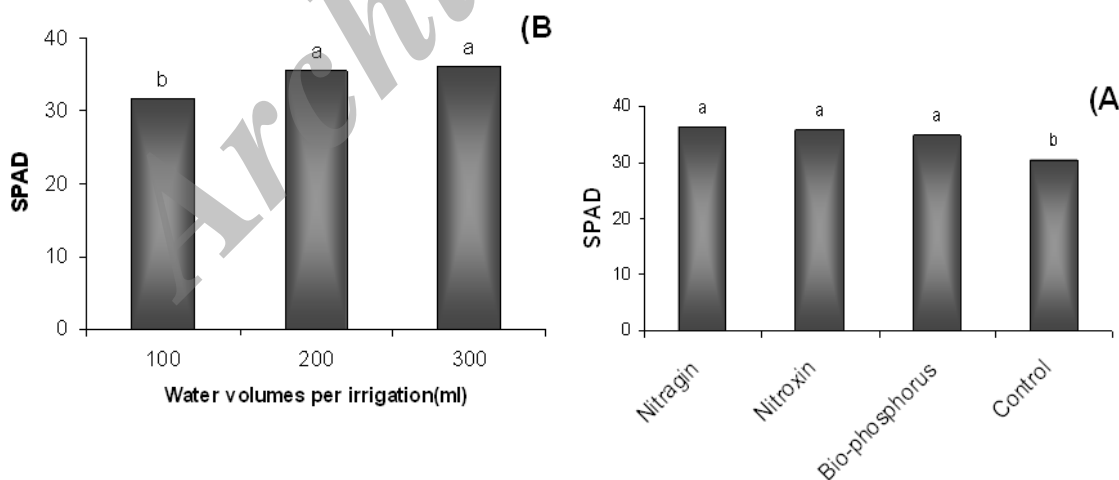 (B
SPAD
40
30
20
10
0
b
a
a
100 200 300
Water volumes per irrigation(ml)
(A
SPAD
40
30
20
10
0
a
a
a
b
Nitragin
Nitroxin
Bio-phosphorus
Control